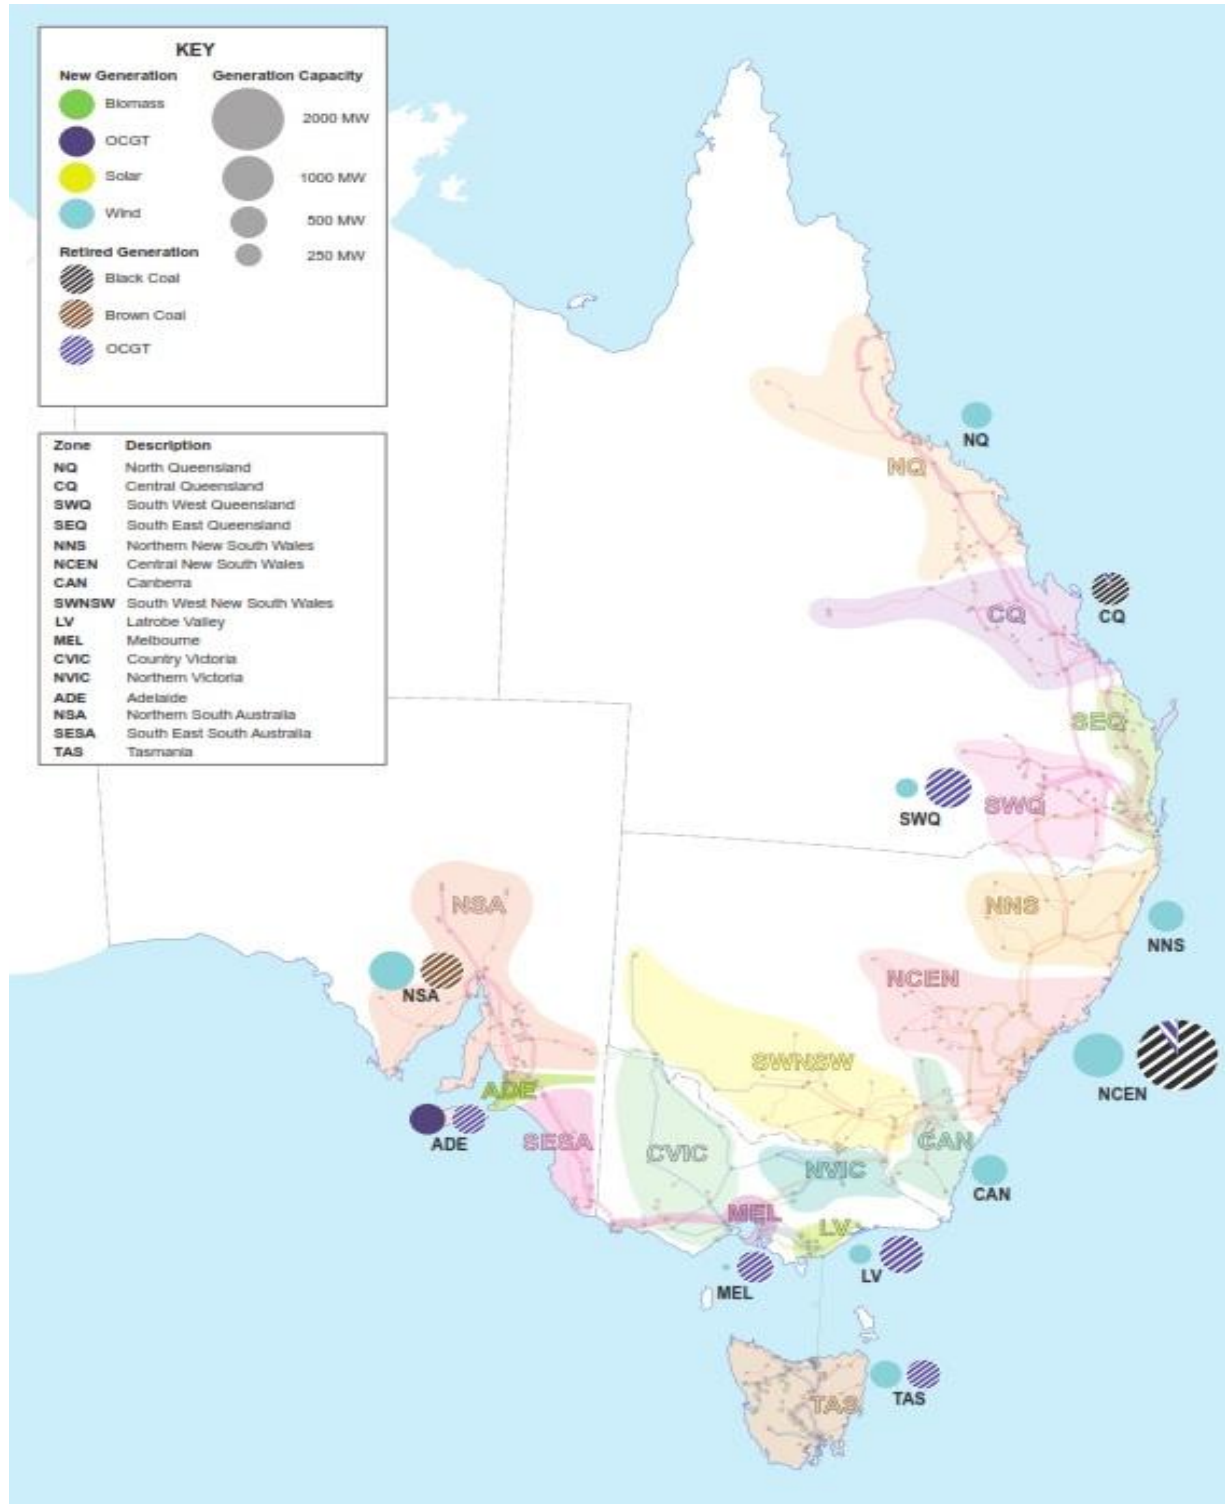 KEY
New Generation Generation Capacity
Biomass
OCGT
Solar
Wind
2000 MW
1000 MW
500 MW
250 MW
Retired Generation
Black Coal
Brown Coal
OCGT
Zone Description
NQ North Queensland
CQ Central Queensland
SWQ South West Queensland
SEQ South East Queensland
NNS Northern New South Wales
NCEN Central New South Wales
CAN Canberra
SWNSW South West New South Wales
LV Latrobe Valley
MEL Melbourne
CVIC Country Victoria
NVIC Northern Victoria
ADE Adelaide
NSA Northern South Australia
SESA South East South Australia
TAS Tasmania
NQ
NQ
CQ
CQ
SEQ
SWQ
SWQ
NSA
NNS
NNS
NSA
NCEN
SWNSW
NCEN
ADE
ADE
SESA
CVIC
NVIC
CAN
CAN
MEL
LV
LV
MEL
TAS
TAS